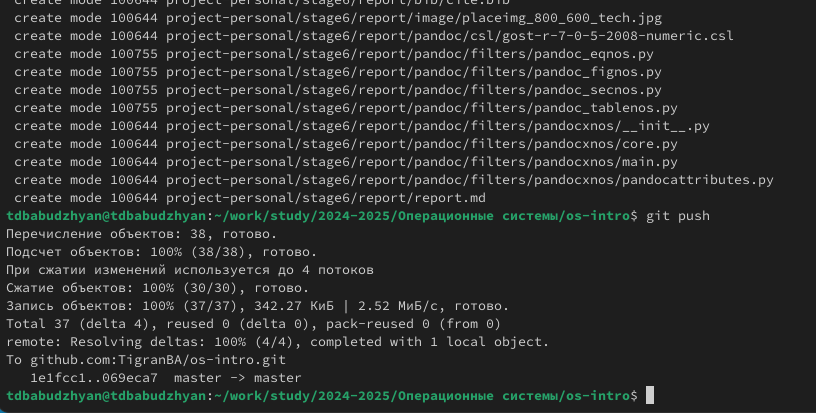 create mode 100644 project-personal/stage6/report/bib/cite.bib
create mode 100644 project-personal/stage6/report/image/placeimg_800_600_tech.jpg
create mode 100644 project-personal/stage6/report/pandoc/csl/gost-r-7-0-5-2008-numeric.csl
create mode 100755 project-personal/stage6/report/pandoc/filters/pandoc_eqnos.py
create mode 100755 project-personal/stage6/report/pandoc/filters/pandoc_fignos.py
create mode 100755 project-personal/stage6/report/pandoc/filters/pandoc_secnos.py
create mode 100755 project-personal/stage6/report/pandoc/filters/pandoc_tablenos.py
create mode 100644 project-personal/stage6/report/pandoc/filters/pandocxnos/__init__.py
create mode 100644 project-personal/stage6/report/pandoc/filters/pandocxnos/core.py
create mode 100644 project-personal/stage6/report/pandoc/filters/pandocxnos/main.py
create mode 100644 project-personal/stage6/report/pandoc/filters/pandocxnos/pandocattributes.py
create mode 100644 project-personal/stage6/report/report.md
tdbabudzhyan@tdbabudzhyan:~/work/study/2024-2025/Операционные системы/os-intro$ git push
Перечисление объектов: 38, готово.
Подсчет объектов: 100% (38/38), готово.
При сжатии изменений используется до 4 потоков
Сжатие объектов: 100% (30/30), готово.
Запись объектов: 100% (37/37), 342.27 КиБ | 2.52 МиБ/с, готово.
Total 37 (delta 4), reused 0 (delta 0), pack-reused 0 (from 0)
remote: Resolving deltas: 100% (4/4), completed with 1 local object.
To github.com:TigranBA/os-intro.git
1e1fcc1..069eca7  master -> master
tdbabudzhyan@tdbabudzhyan:~/work/study/2024-2025/Операционные системы/os-intro$